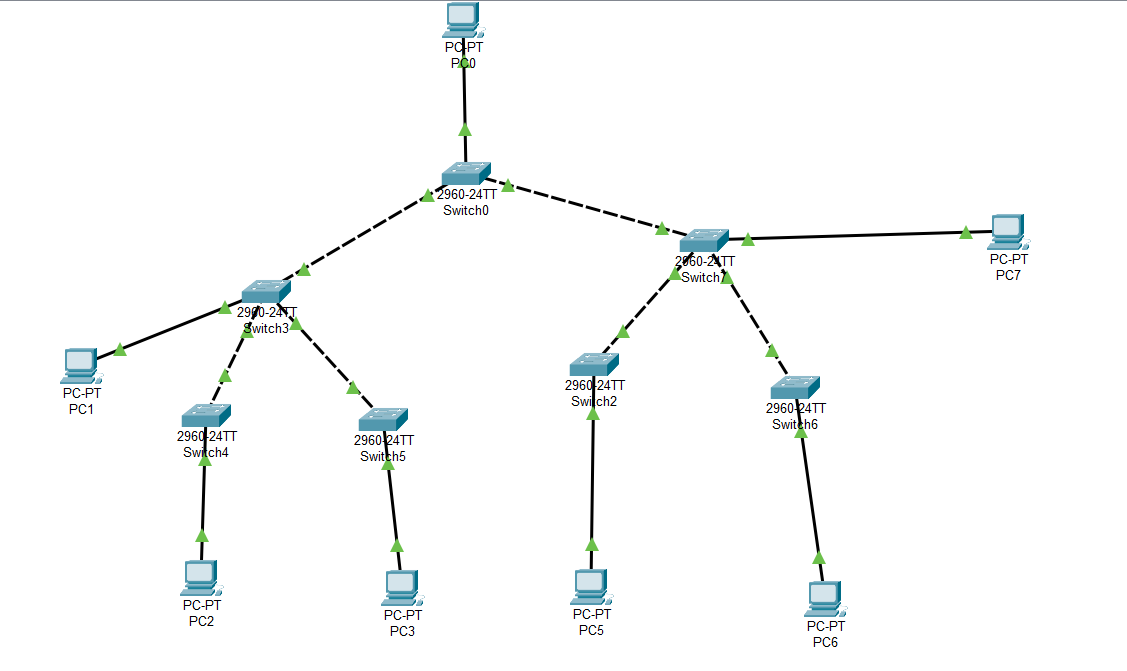 PC-PT
PC0
2960-24TT
Switch0
2960-24TT
Switch7
PC-PT
PC7
2960-24TT
Switch3
PC-PT
PC1
2960-24TT
Switch2
2960-24TT
Switch6
2960-24TT
Switch4
2960-24TT
Switch5
PC-PT
PC2
PC-PT
PC3
PC-PT
PC5
PC-PT
PC6